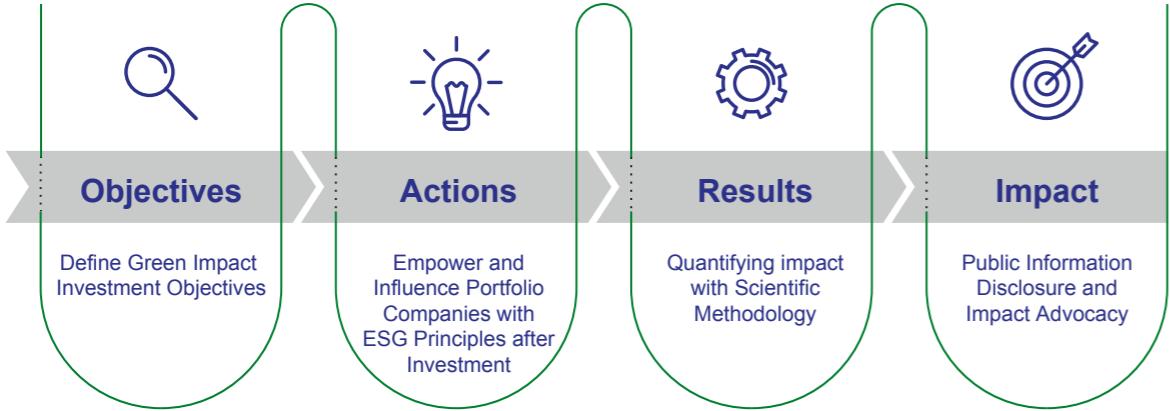 Objectives
Actions
Results
Impact
Define Green Impact
Investment Objectives
Empower and
Influence Portfolio
Companies with
ESG Principles after
Investment
Quantifying impact
with Scientific
Methodology
Public Information
Disclosure and
Impact Advocacy